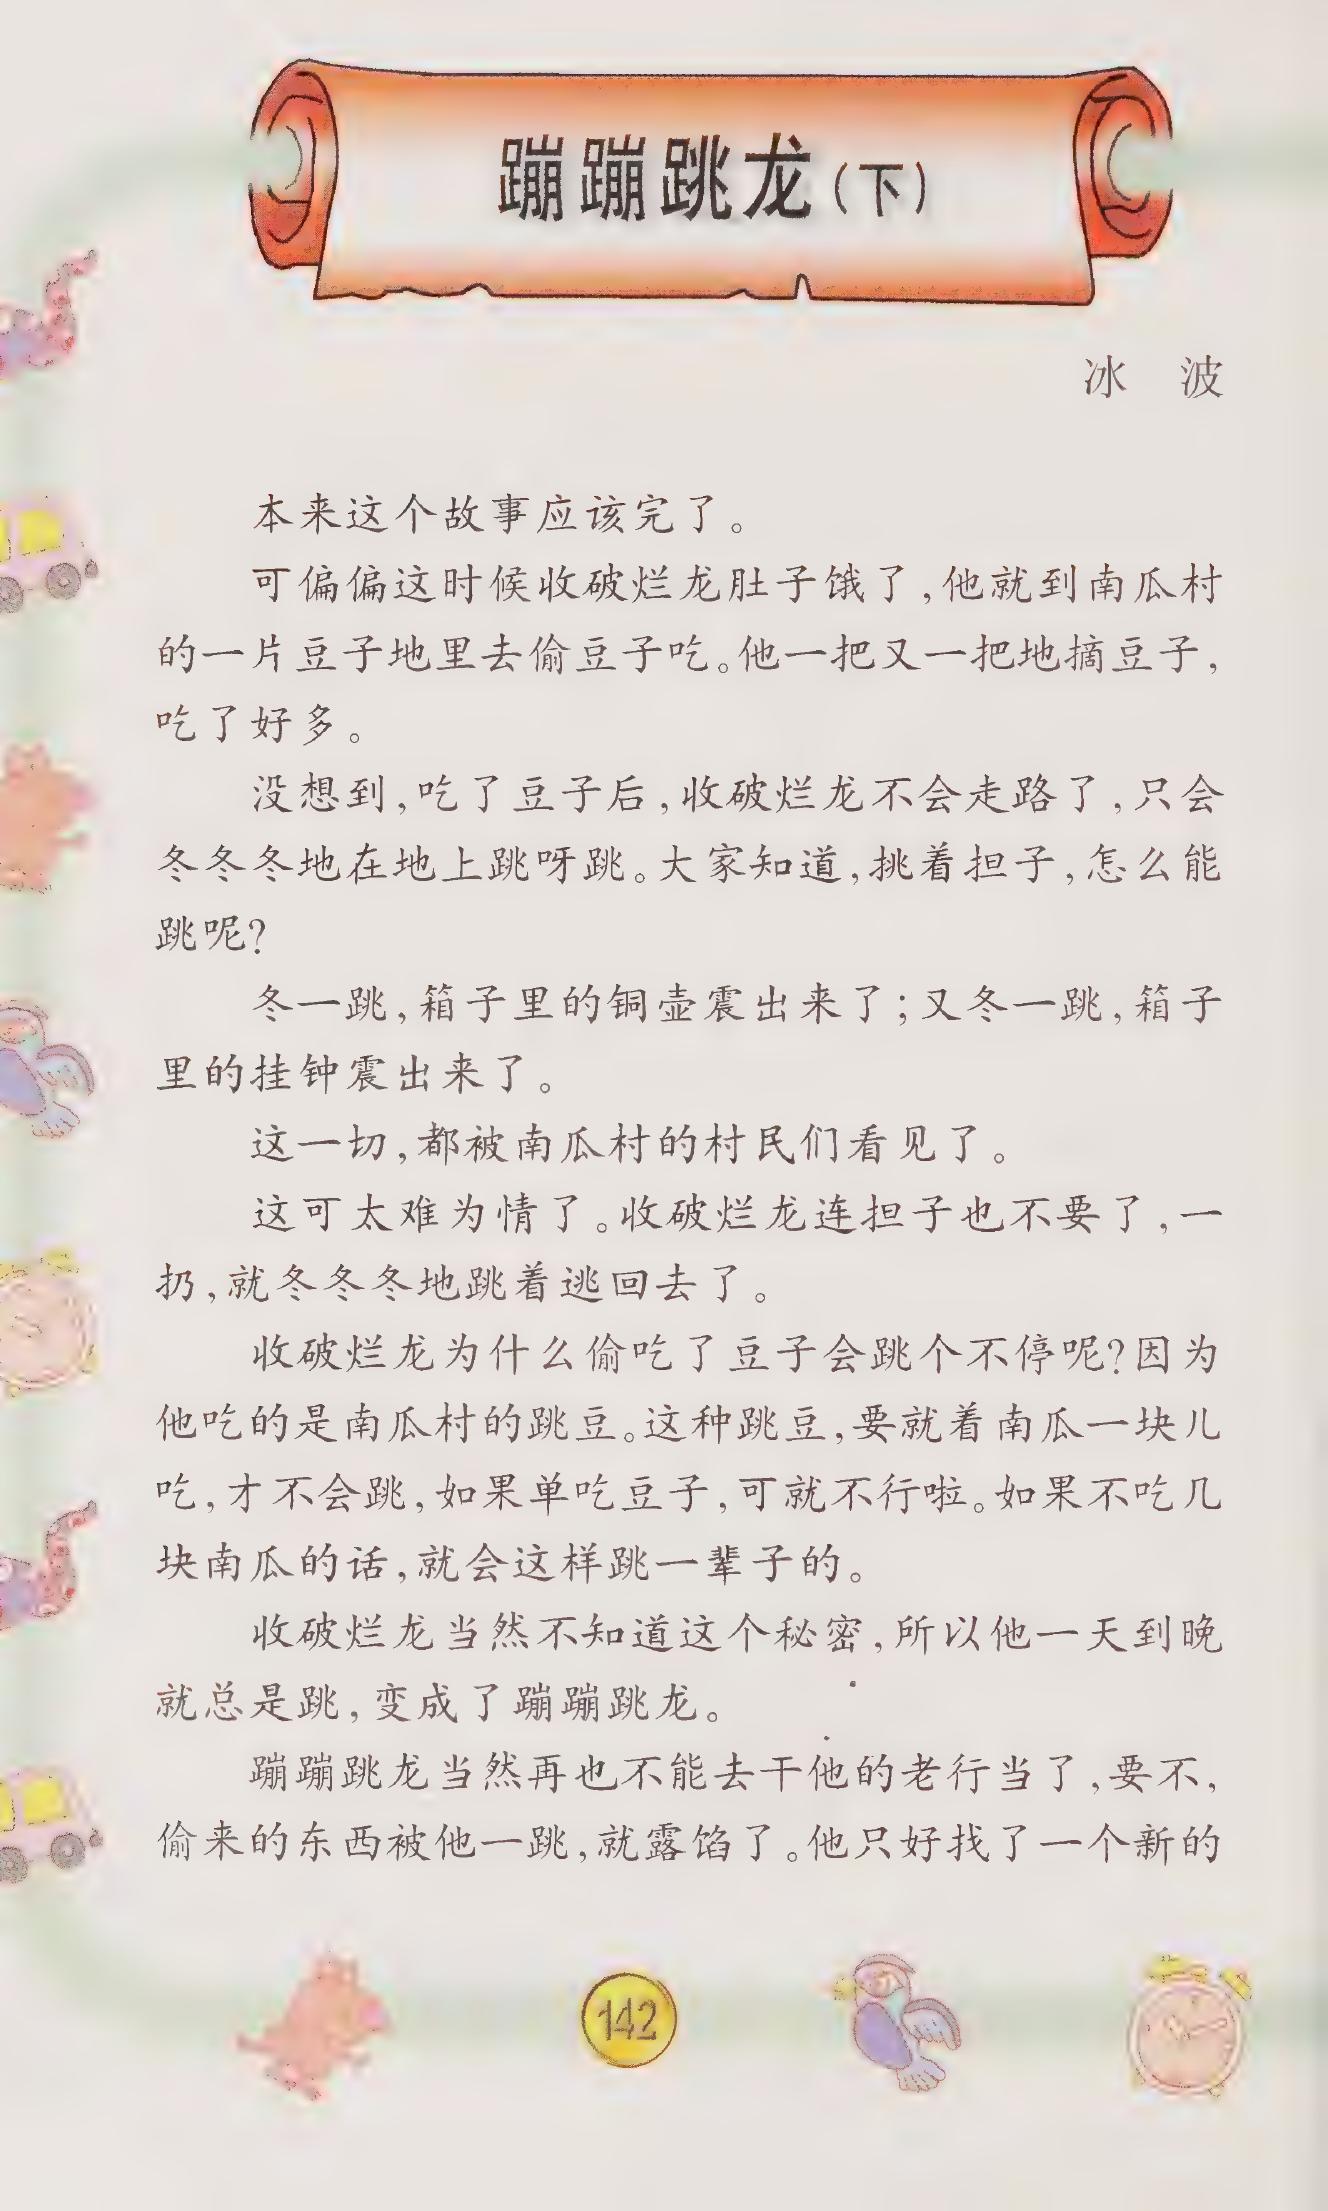 蹦蹦跳龙(下)
冰 波
本来这个故事应该完了。
可偏偏这时候收破烂龙肚子饿了,他就到南瓜村
的一片豆子地里去偷豆子吃。他一把又一把地摘豆子,
吃了好多。
没想到,吃了豆子后,收破烂龙不会走路了,只会
冬冬冬地在地上跳呀跳。大家知道,挑着担子,怎么能
跳呢?
冬一跳,箱子里的铜壶震出来了;又冬一跳,箱子
里的挂钟震出来了。
这一切,都被南瓜村的村民们看见了。
这可太难为情了。收破烂龙连担子也不要了,一
扔,就冬冬冬地跳着逃回去了。
收破烂龙为什么偷吃了豆子会跳个不停呢?因为
他吃的是南瓜村的跳豆。这种跳豆,要就着南瓜一块儿
吃,才不会跳,如果单吃豆子,可就不行啦。如果不吃几
块南瓜的话,就会这样跳一辈子的。
收破烂龙当然不知道这个秘密,所以他一天到晚
就总是跳,变成了蹦蹦跳龙。
蹦蹦跳龙当然再也不能去干他的老行当了,要不,
偷来的东西被他一跳,就露馅了。他只好找了一个新的
142